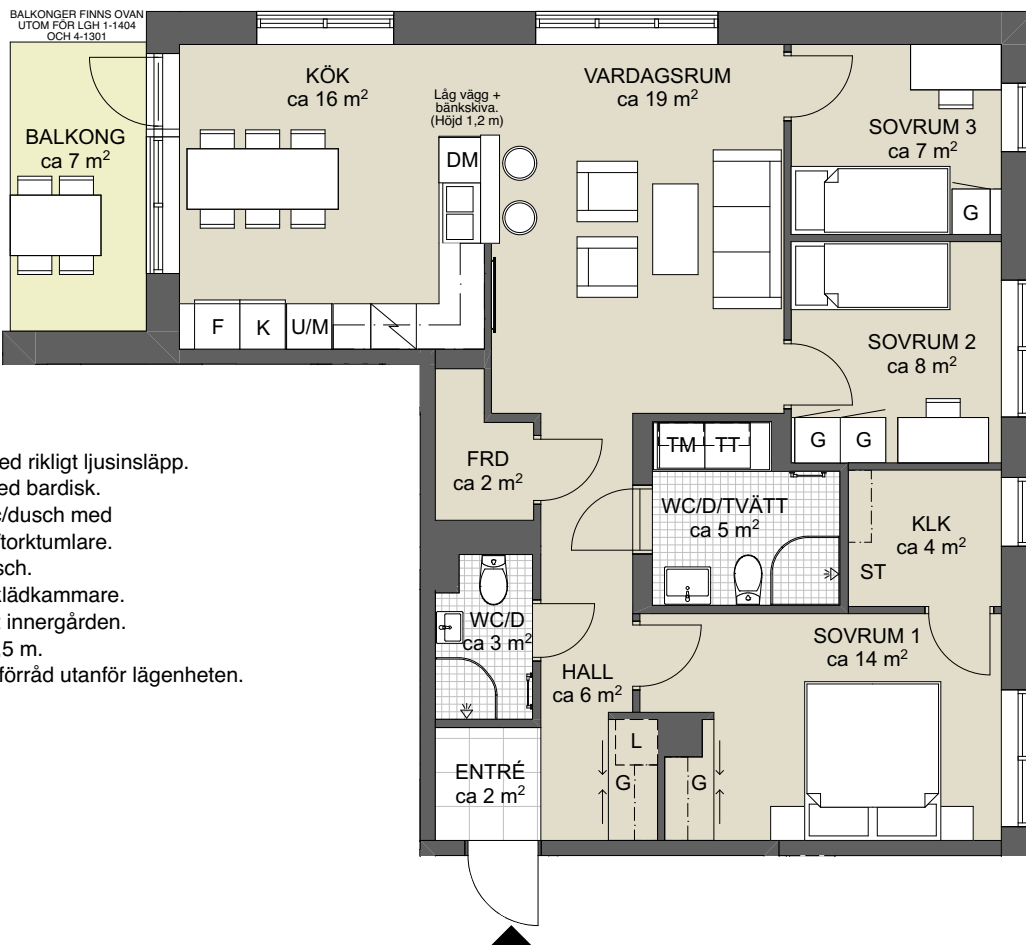 BALKONGER FINNS OVAN
UTOM FÖR LGH 1-1404
OCH 4-1301
BALKONG
ca 7 m²
KÖK
ca 16 m²
Låg vägg +
bänkskiva.
(Höjd 1,2 m)
DM
VARDAGSRUM
ca 19 m²
SOVRUM 3
ca 7 m²
G
F
K
U/M
SOVRUM 2
ca 8 m²
G
G
FRD
ca 2 m²
TM
TT
WC/D/TVÄTT
ca 5 m²
KLK
ca 4 m²
ST
WC/D
ca 3 m²
HALL
ca 6 m²
SOVRUM 1
ca 14 m²
L
G
G
ENTRÉ
ca 2 m²
ed rikligt ljusinsläpp.
ed bardisk.
c/dusch med
torktumlare.
sch.
klädkammare.
t innergården.
5 m.
förråd utanför lägenheten.